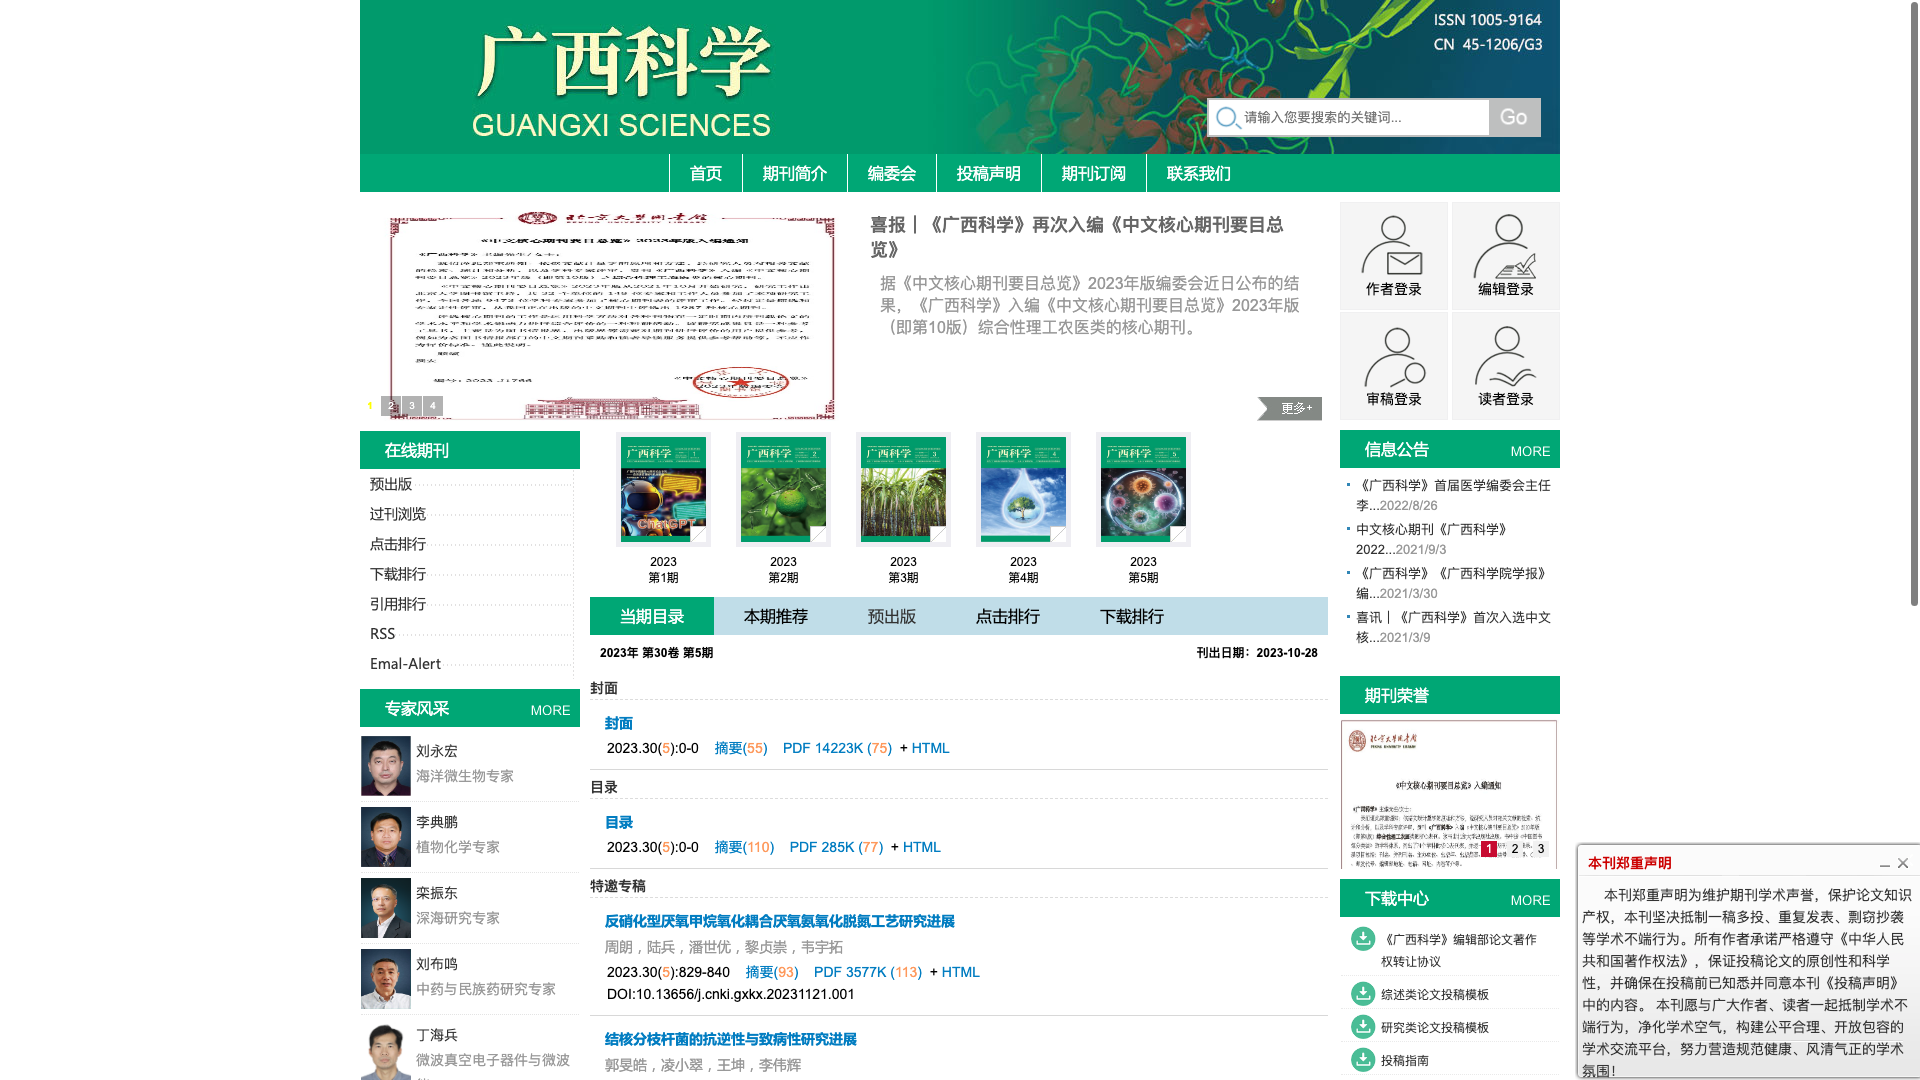 广西科学
GUANGXI SCIENCES
ISSN 1005-9164
CN 45-1206/G3
请输入您要搜索的关键词...
Go
首页
期刊简介
编委会
投稿声明
期刊订阅
联系我们
1 2 3 4
喜报｜《广西科学》再次入编《中文核心期刊要目总
览》
据《中文核心期刊要目总览》2023年版编委会近日公布的结
果，《广西科学》入编《中文核心期刊要目总览》2023年版
（即第10版）综合性理工农医类的核心期刊。
更多+
作者登录
编辑登录
审稿登录
读者登录
在线期刊
预出版
过刊浏览
点击排行
下载排行
引用排行
RSS
Emal-Alert
专家风采
MORE
刘永宏
海洋微生物专家
李典鹏
植物化学专家
栾振东
深海研究专家
刘布鸣
中药与民族药研究专家
丁海兵
微波真空电子器件与微波
广西科学
ChatGPT
广西科学
广西科学
广西科学
广西科学
2023
第1期
2023
第2期
2023
第3期
2023
第4期
2023
第5期
当期目录
本期推荐
预出版
点击排行
下载排行
2023年 第30卷 第5期
刊出日期：2023-10-28
封面
封面
2023.30(5):0-0 摘要(55) PDF 14223K (75) + HTML
目录
目录
2023.30(5):0-0 摘要(110) PDF 285K (77) + HTML
特邀专稿
反硝化型厌氧甲烷氧化耦合厌氧氨氧化脱氮工艺研究进展
周朗，陆兵，潘世优，黎贞崇，韦宇拓
2023.30(5):829-840 摘要(93) PDF 3577K (113) + HTML
DOI:10.13656/j.cnki.gxkx.20231121.001
结核分枝杆菌的抗逆性与致病性研究进展
郭旻皓，凌小翠，王坤，李伟辉
信息公告
MORE
《广西科学》首届医学编委会主任
李...2022/8/26
中文核心期刊《广西科学》
2022...2021/9/3
《广西科学》《广西科学院学报》
编...2021/3/30
喜讯｜《广西科学》首次入选中文
核...2021/3/9
期刊荣誉
《中文核心期刊要目总览》入编通知
1 2 3
下载中心
MORE
《广西科学》编辑部论文著作
权转让协议
综述类论文投稿模板
研究类论文投稿模板
投稿指南
本刊郑重声明
本刊郑重声明为维护期刊学术声誉，保护论文知识
产权，本刊坚决抵制一稿多投、重复发表、剽窃抄袭
等学术不端行为。所有作者承诺严格遵守《中华人民
共和国著作权法》，保证投稿论文的原创性和科学
性，并确保在投稿前已知悉并同意本刊《投稿声明》
中的内容。 本刊愿与广大作者、读者一起抵制学术不
端行为，净化学术空气，构建公平合理、开放包容的
学术交流平台，努力营造规范健康、风清气正的学术
氛围！